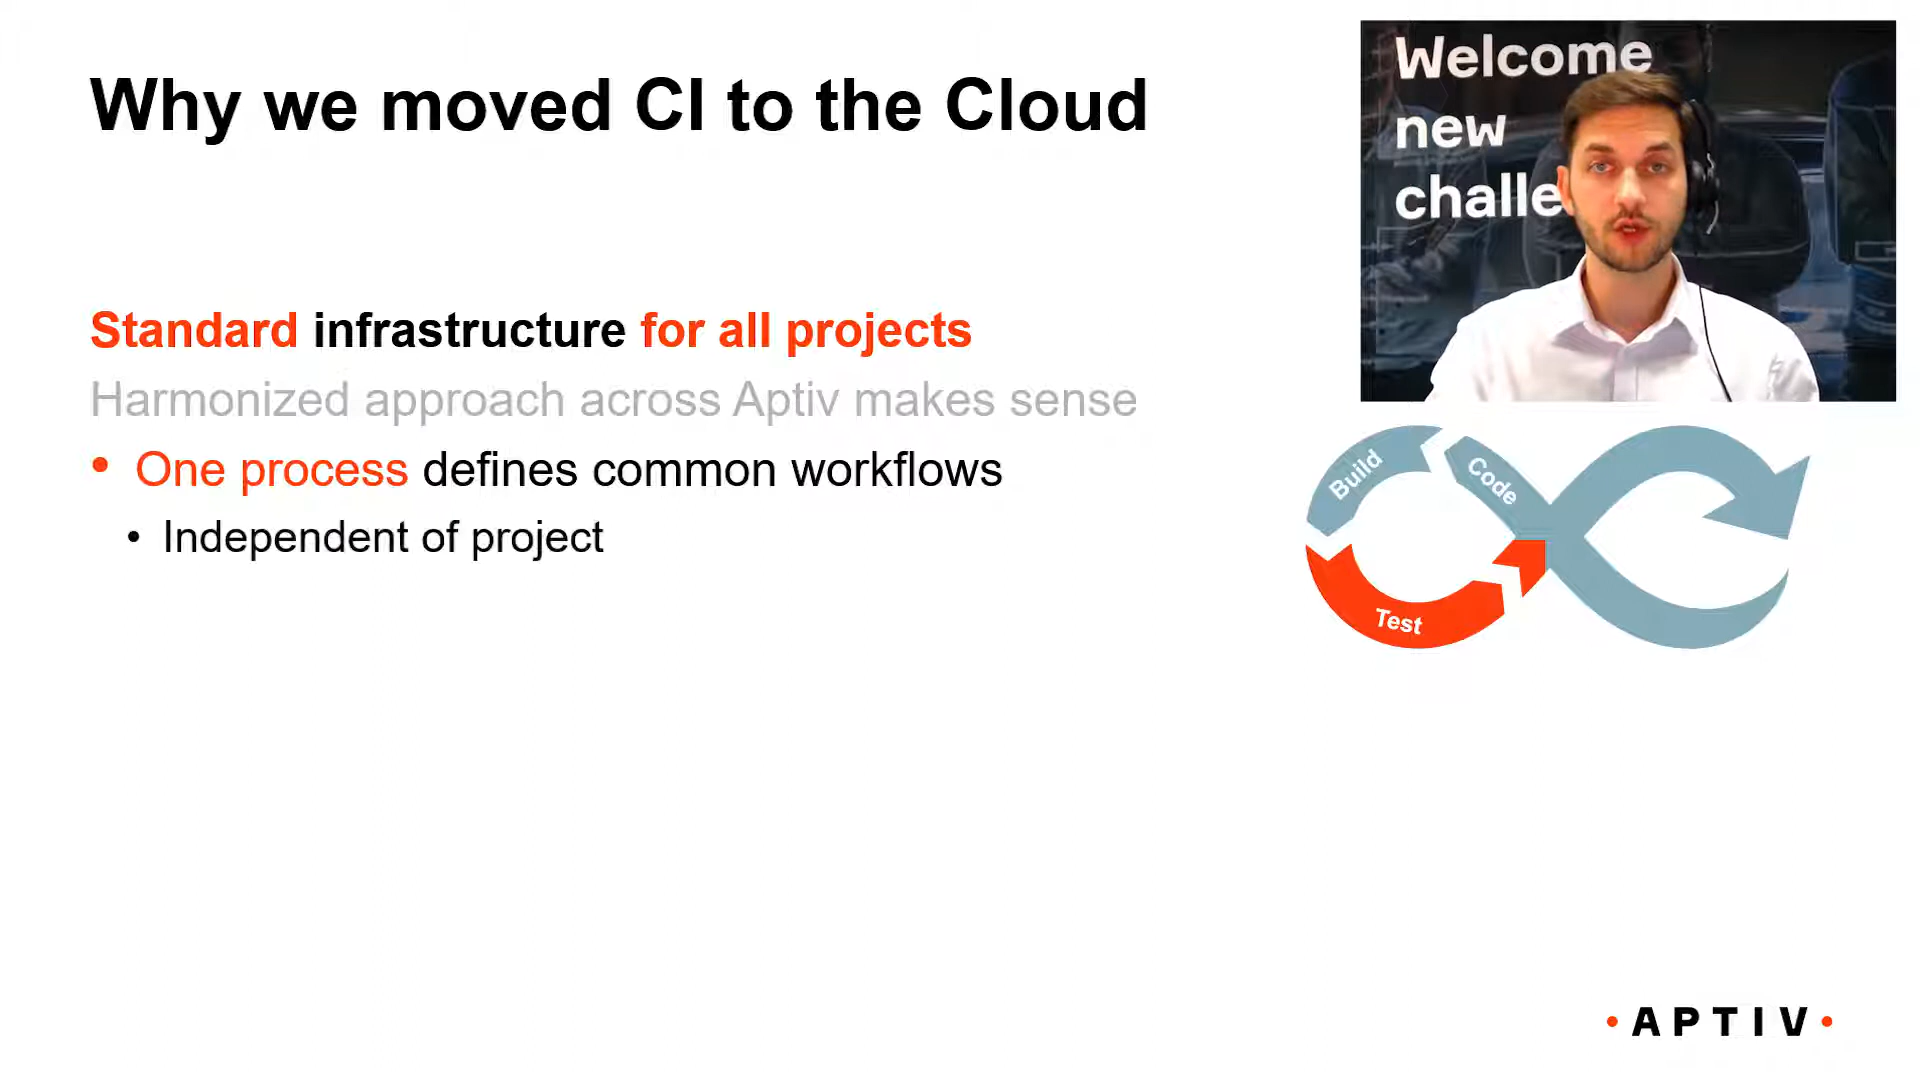 Why we moved CI to the Cloud
Welcome
new
challe
Standard infrastructure for all projects
Harmonized approach across Aptiv makes sense
• One process defines common workflows
• Independent of project
Build
Code
Test
• APTIV •